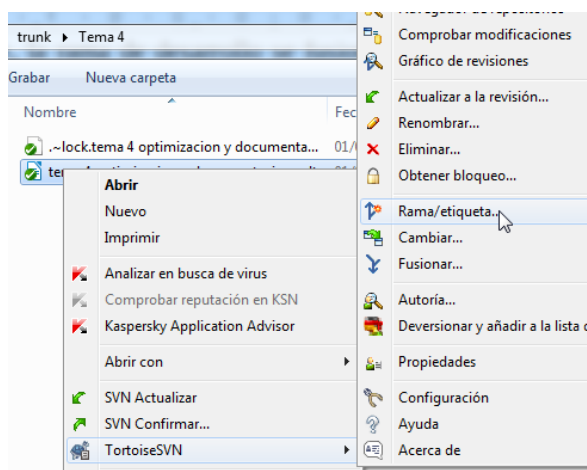 trunk ▸ Tema 4
Grabar Nueva carpeta
Nombre
Fec
.~lock.tema 4 optimizacion y documenta...
01/
Abrir
Nuevo
Imprimir
Analizar en busca de virus
Comprobar reputación en KSN
Kaspersky Application Advisor
Abrir con
SVN Actualizar
SVN Confirmar...
TortoiseSVN
Comprobar modificaciones
Gráfico de revisiones
Actualizar a la revisión...
Renombrar...
Eliminar...
Obtener bloqueo...
Rama/etiqueta...
Cambiar...
Fusionar...
Autoría...
Deversionar y añadir a la lista
Propiedades
Configuración
Ayuda
Acerca de